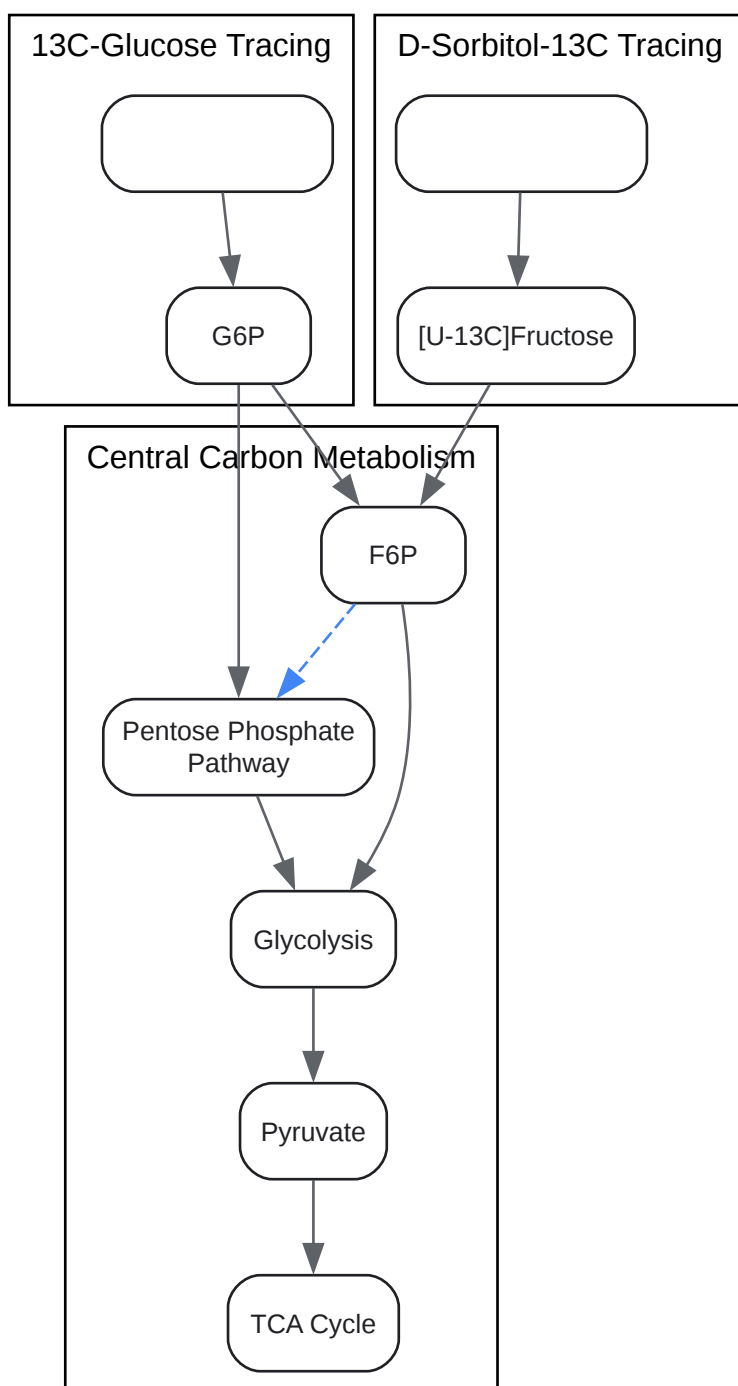 13C-Glucose Tracing
D-Sorbitol-13C Tracing
G6P
[U-13C]Fructose
Central Carbon Metabolism
F6P
Pentose Phosphate
Pathway
Glycolysis
Pyruvate
TCA Cycle